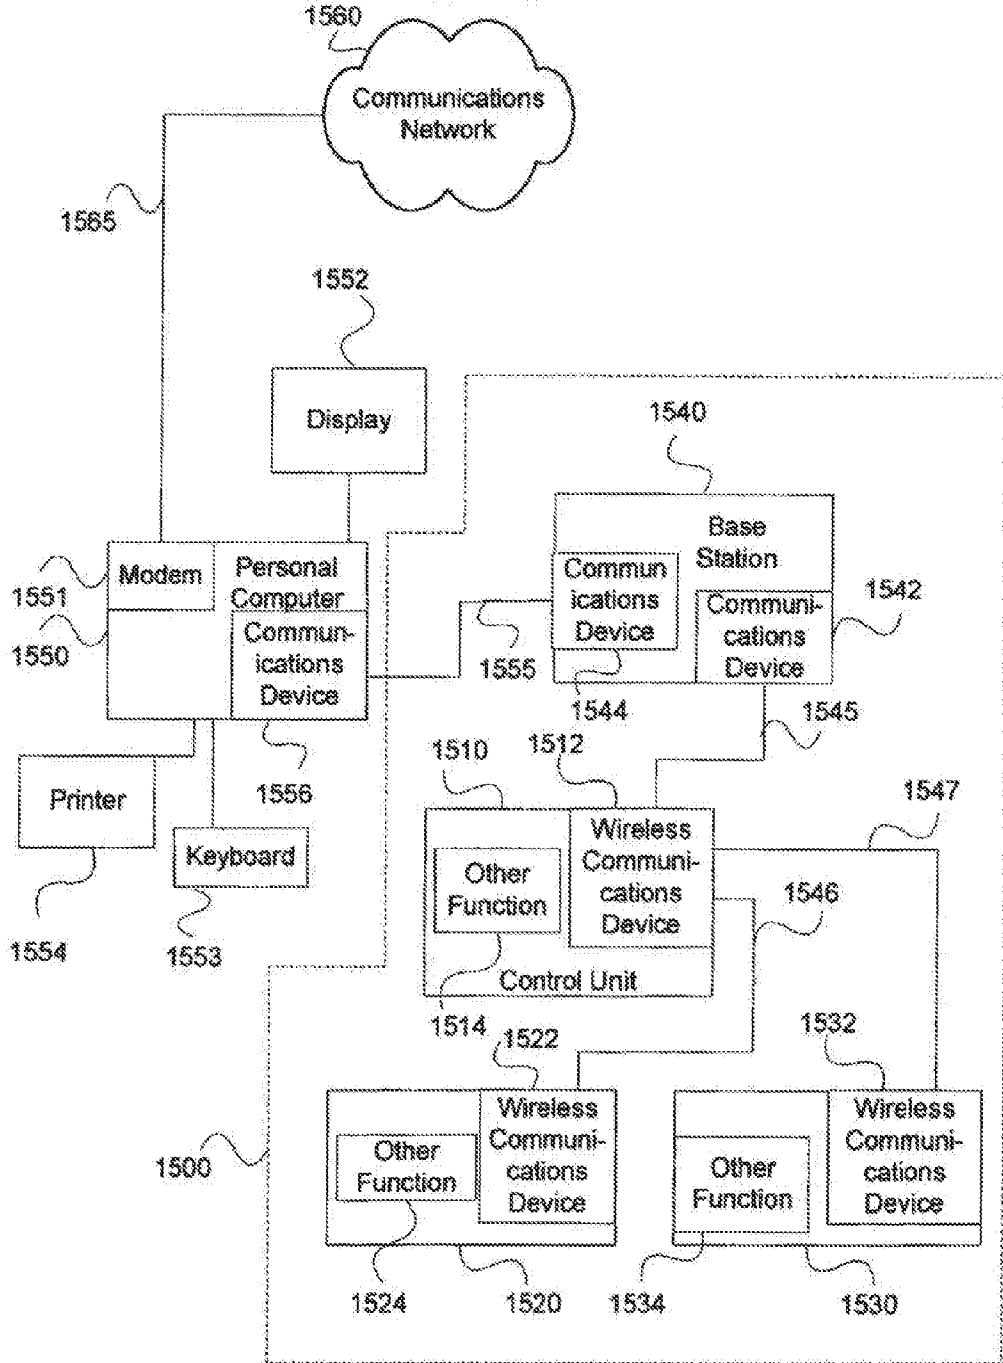 1560
Communications
Network
1565
1552
Display
1540
Base
Station
Modem
Personal
Computer
1551
1550
Commun-
ications
Device
Commun
ications
Device
Communi-
cations
Device
1542
1555
1544
1545
1556
Printer
Keyboard
1554
1553
1510
1512
1547
Wireless
Communi-
cations
Device
Other
Function
Control Unit
1546
1514
1522
1532
Wireless
Communi-
cations
Device
Other
Function
Wireless
Communi-
cations
Device
Other
Function
1500
1524
1520
1534
1530